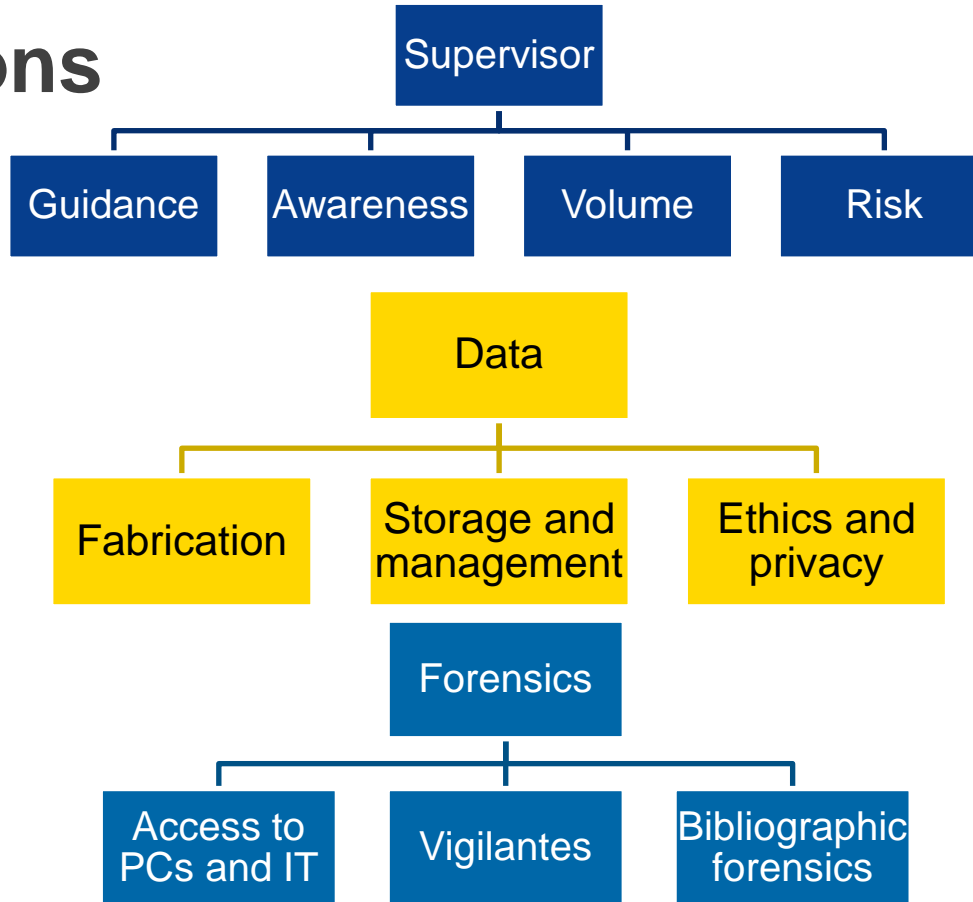 ons
Supervisor
Guidance
Awareness
Volume
Risk
Data
Fabrication
Storage and
management
Ethics and
privacy
Forensics
Access to
PCs and IT
Vigilantes
Bibliographic
forensics